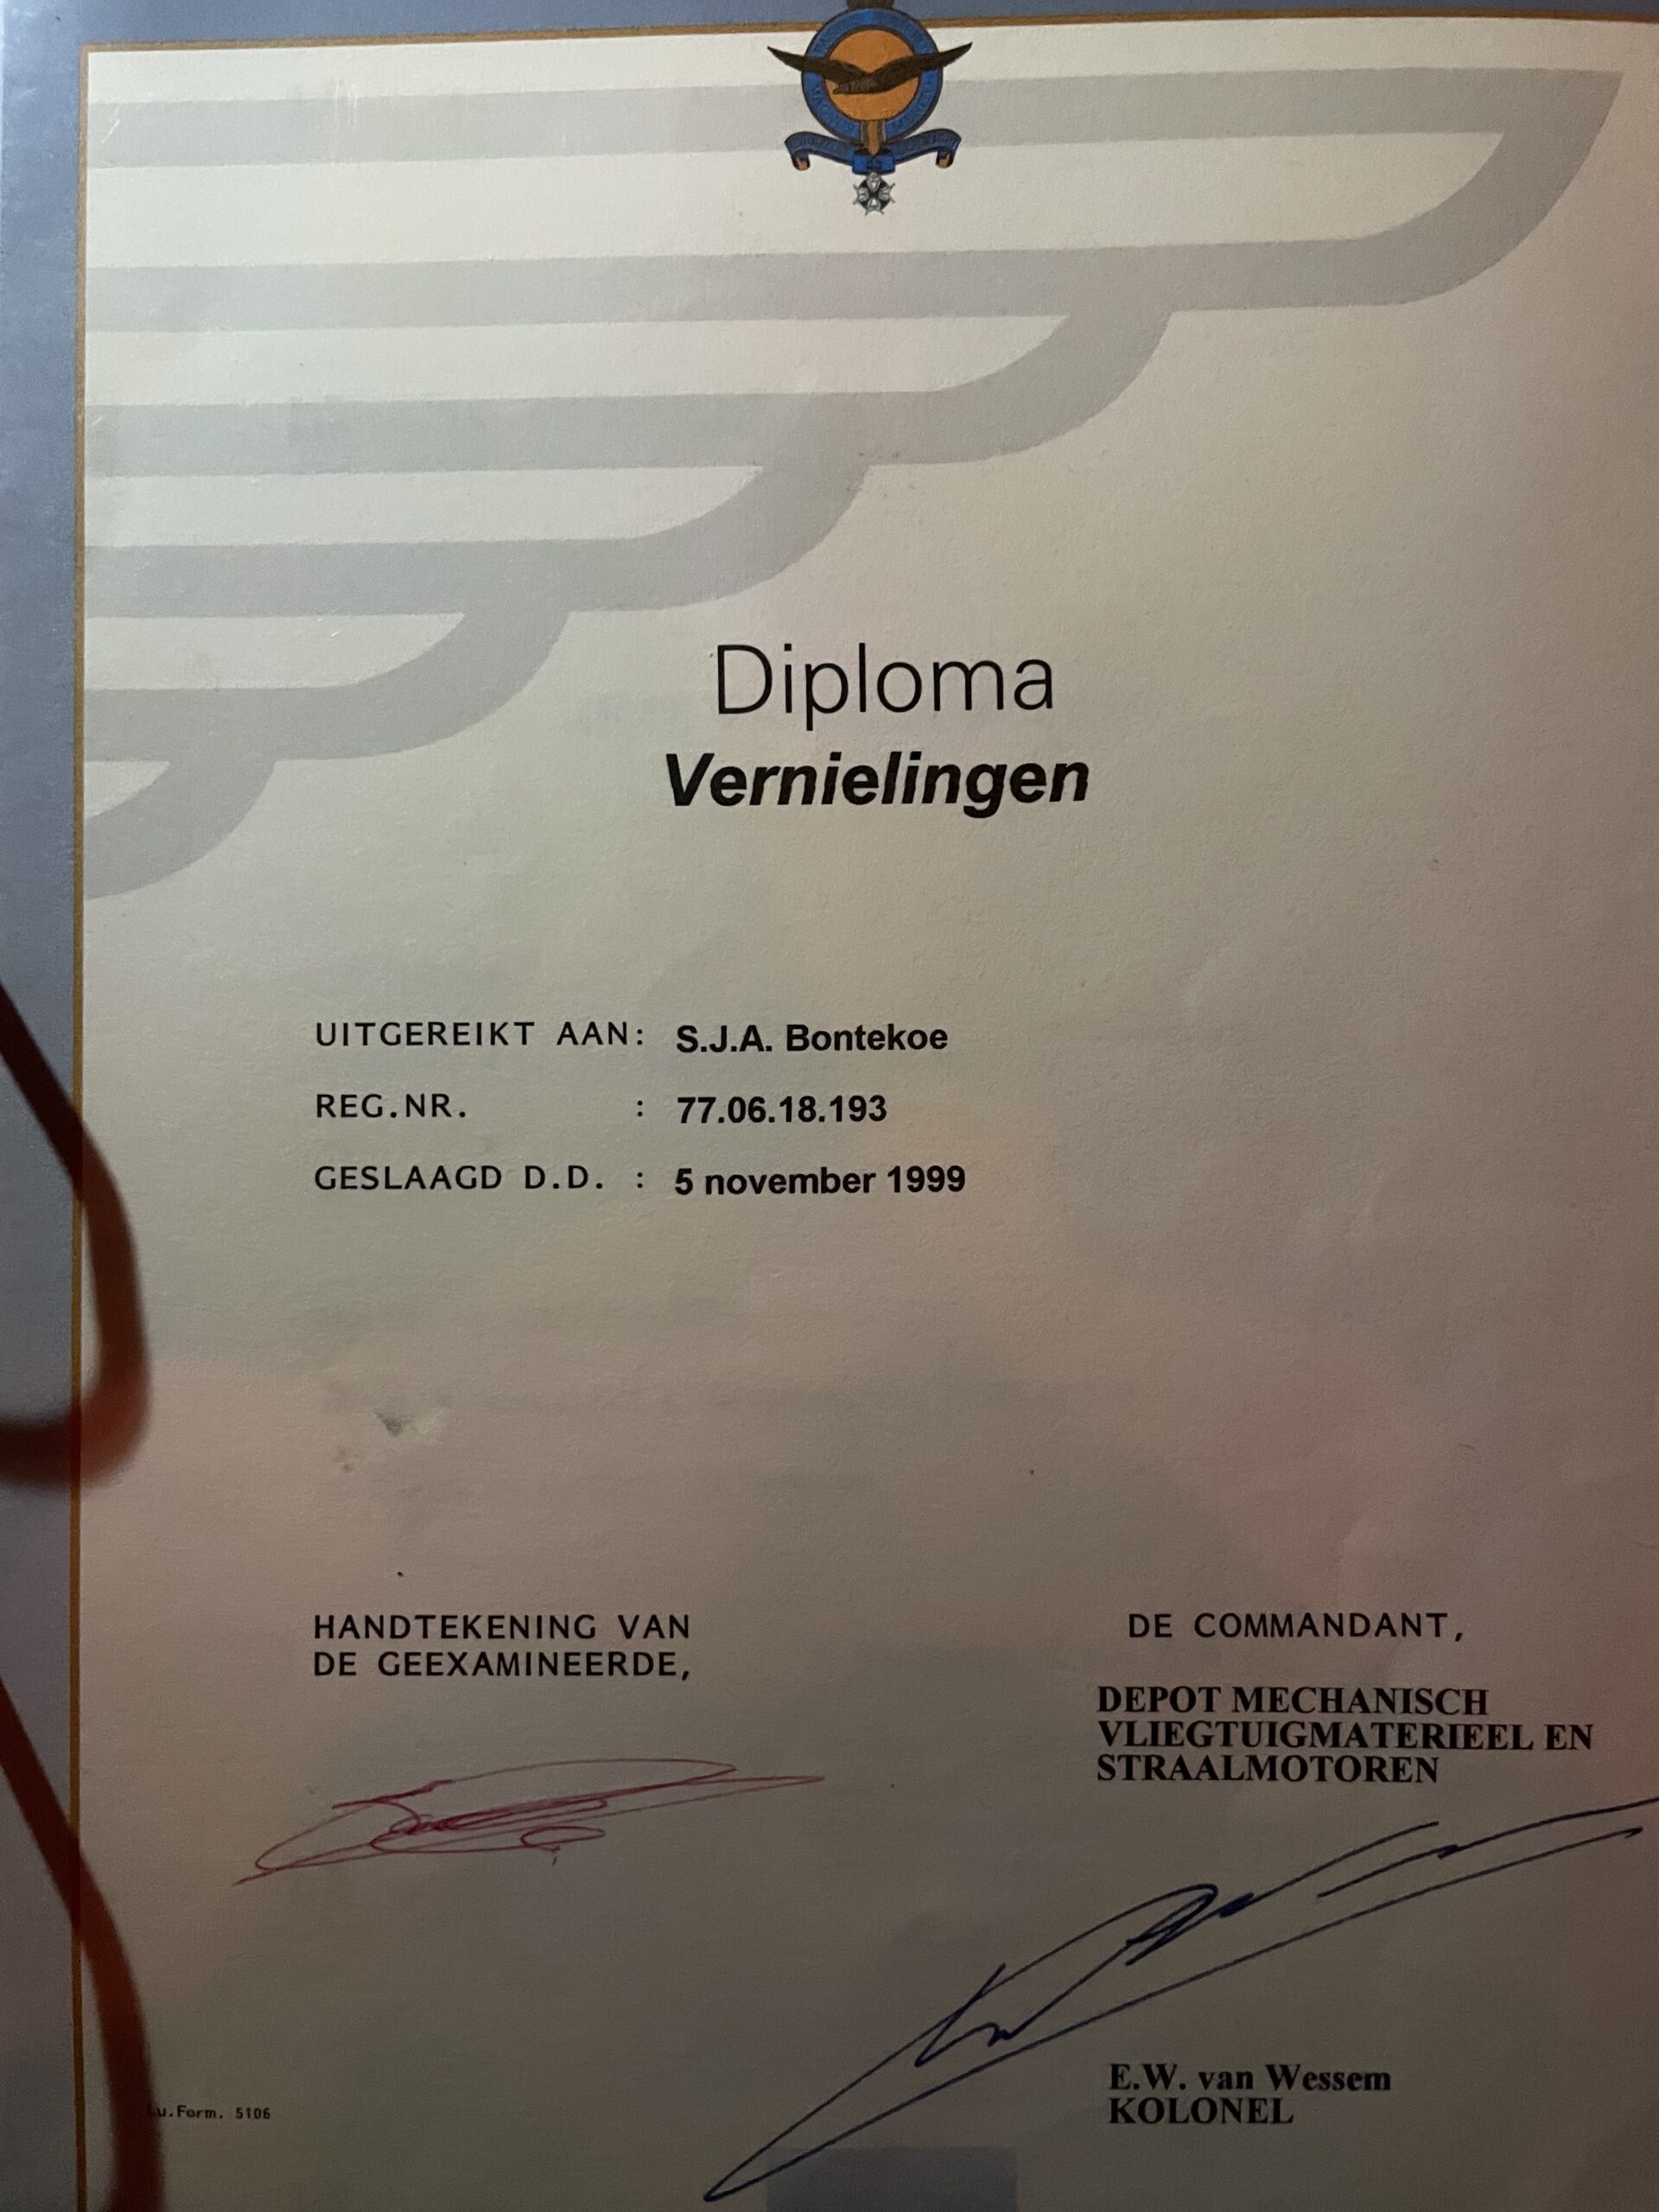 Diploma
Vernielingen
UITGEREIKT AAN: S.J.A. Bontekoe
REG.NR. : 77.06.18.193
GESLAAGD D.D. : 5 november 1999
HANDTEKENING VAN
DE GEEXAMINEERDE,
DE COMMANDANT,
DEPOT MECHANISCH
VLIEGTUIGMATERIEEL EN
STRAALMOTOREN
E.W. van Wessem
KOLONEL
Lu.Form. 5106